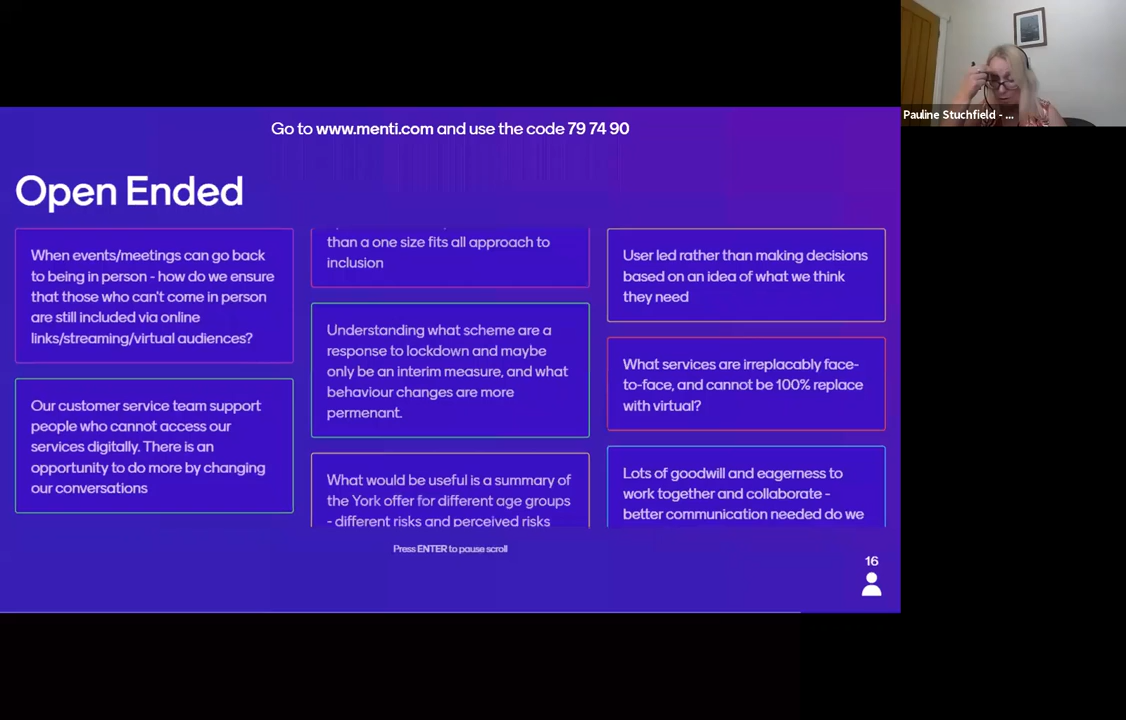 Go to www.menti.com and use the code 79 74 90
Open Ended
When events/meetings can go back
to being in person - how do we ensure
that those who can't come in person
are still included via online
links/streaming/virtual audiences?
Our customer service team support
people who cannot access our
services digitally. There is an
opportunity to do more by changing
our conversations
than a one size fits all approach to
inclusion
Understanding what scheme are a
response to lockdown and maybe
only be an interim measure, and what
behaviour changes are more
permenant.
What would be useful is a summary of
the York offer for different age groups
- different risks and perceived risks
User led rather than making decisions
based on an idea of what we think
they need
What services are irreplacably face-
to-face, and cannot be 100% replace
with virtual?
Lots of goodwill and eagerness to
work together and collaborate -
better communication needed do we
Press ENTER to pause scroll
16
Pauline Stuchfield - ...